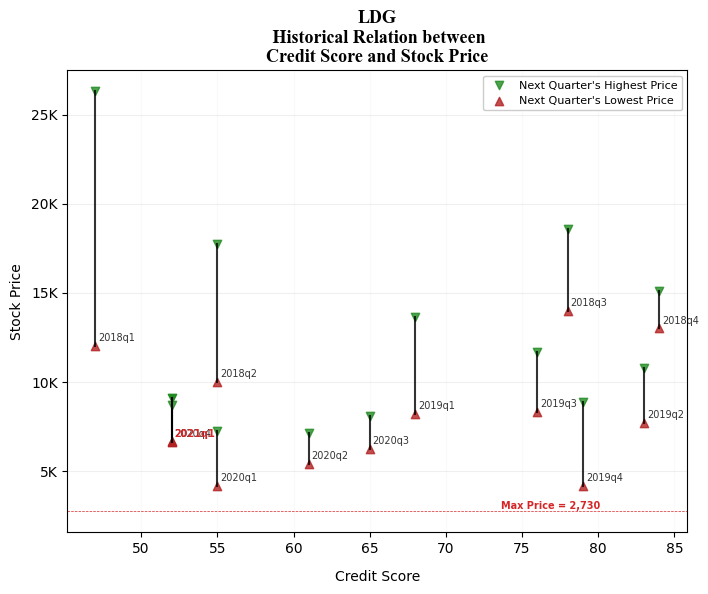 LDG
Historical Relation between
Credit Score and Stock Price
Next Quarter's Highest Price
Next Quarter's Lowest Price
25K
20K
15K
10K
5K
Stock Price
2018q1
2018q2
2018q3
2018q4
2019q1
2019q3
2019q2
2020q3
2020q2
2020q1
2019q4
Max Price = 2,730
50
55
60
65
70
75
80
85
Credit Score